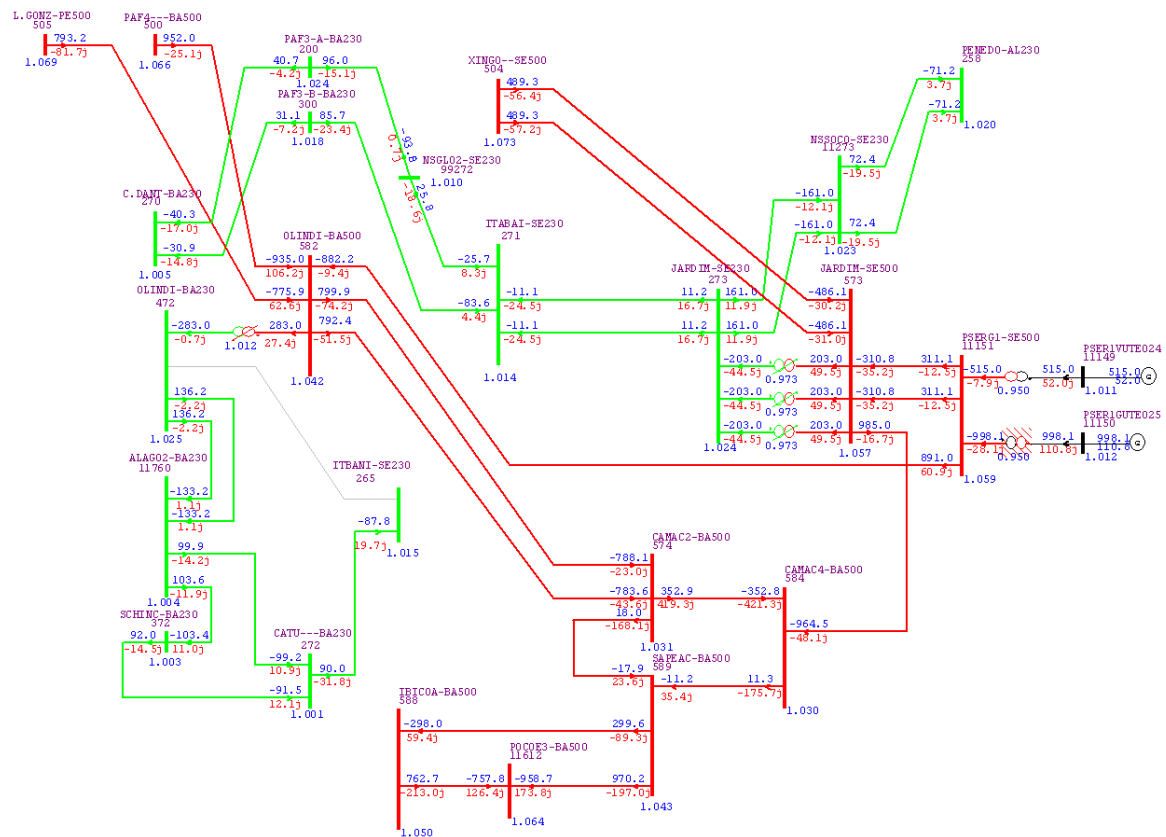 L.GONZ-PE500
505
793.2
-81.7j
1.069
PAF4---BA500
500
952.0
-25.1j
1.066
PAF3-A-BA230
200
40.7
96.0
-4.2j
-15.1j
1.024
PAF3-B-BA230
300
31.1
85.7
-7.2j
-23.4j
1.018
XINGO--SE500
504
489.3
-56.4j
489.3
-57.2j
1.073
PENEDO-AL230
258
-71.2
3.7j
-71.2
3.7j
1.020
-93.8
0.7j
NSGLO2-SE230
99272
1.010
25.8
-18.6j
NSSOCO-SE230
11273
-161.0
72.4
-12.1j
-19.5j
-161.0
72.4
-12.1j
-19.5j
1.023
C.DANT-BA230
270
-40.3
-17.0j
-30.9
-14.8j
1.005
OLINDI-BA500
582
-935.0
-882.2
106.2j
-9.4j
-775.9
799.9
62.6j
-74.2j
283.0
792.4
27.4j
-51.5j
1.042
ITABAI-SE230
271
-25.7
8.3j
-83.6
4.4j
-11.1
-24.5j
-11.1
-24.5j
1.014
OLINDI-BA230
472
-283.0
-0.7j
1.012
136.2
-2.2j
136.2
-2.2j
1.025
JARDIM-SE230
273
11.2
161.0
16.7j
11.9j
11.2
161.0
16.7j
11.9j
-203.0
-44.5j
0.973
-203.0
-44.5j
0.973
-203.0
-44.5j
0.973
1.024
JARDIM-SE500
573
-486.1
-30.2j
-486.1
-31.0j
203.0
-310.8
49.5j
-35.2j
203.0
-310.8
49.5j
-35.2j
203.0
985.0
49.5j
-16.7j
1.057
PSERG1-SE500
11151
311.1
-515.0
-12.5j
-7.9j
0.950
311.1
-12.5j
-998.1
-28.1j
0.950
891.0
60.9j
1.059
PSER1VUTE024
11149
515.0
515.0
52.0j
52.0
1.011
PSER1GUTE025
11150
998.1
998.1
110.8j
110.8
1.012
ALAGO2-BA230
11760
-133.2
1.1j
-133.2
1.1j
99.9
-14.2j
103.6
-11.9j
1.004
ITBANI-SE230
265
-87.8
19.7j
1.015
SCHINC-BA230
372
92.0
-103.4
-14.5j
11.0j
1.003
CATU---BA230
272
-99.2
90.0
10.9j
-31.8j
-91.5
12.1j
1.001
CAMAC2-BA500
574
-788.1
-23.0j
-783.6
352.9
-43.6j
419.3j
18.0
-168.1j
1.031
CAMAC4-BA500
584
-352.8
-421.3j
-964.5
-48.1j
11.3
-175.7j
1.030
SAPEAC-BA500
589
-17.9
23.6j
-11.2
35.4j
299.6
-89.3j
970.2
-197.0j
1.043
IBICOA-BA500
588
-298.0
59.4j
762.7
-213.0j
1.050
POCOE3-BA500
11612
-757.8
-958.7
126.4j
173.8j
1.064